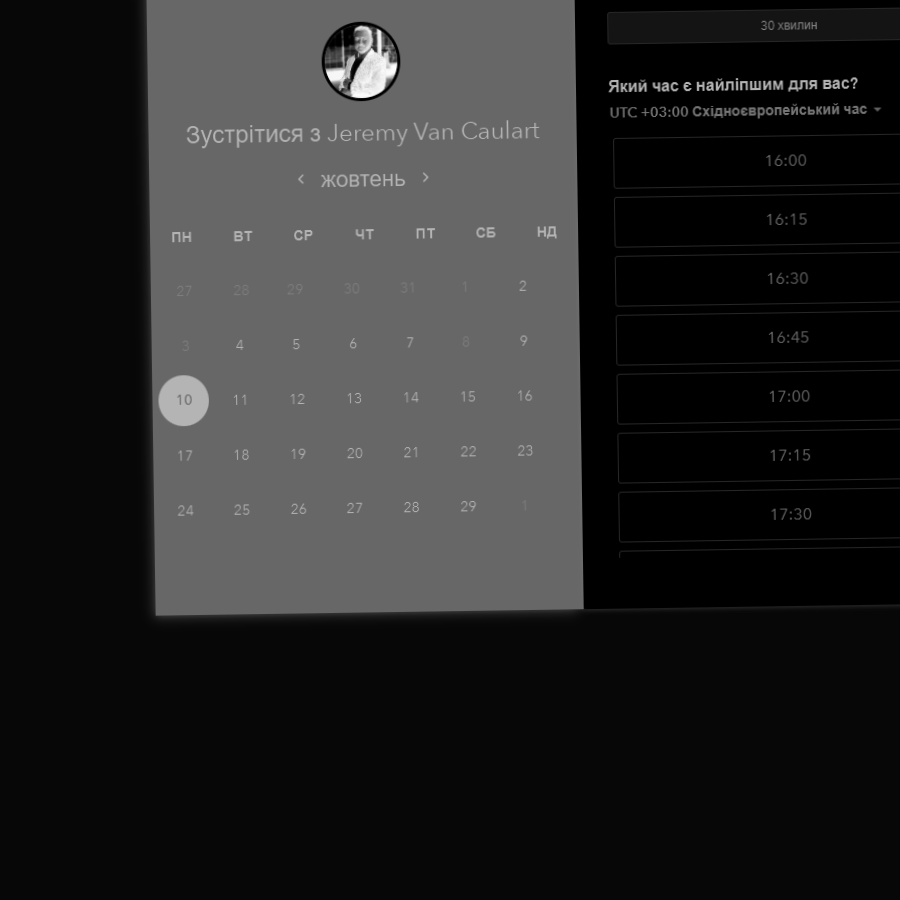 Зустрітися з Jeremy Van Caulart
жовтень
ПН ВТ СР ЧТ ПТ СБ НД
27 28 29 30 31 1 2
3 4 5 6 7 8 9
10 11 12 13 14 15 16
17 18 19 20 21 22 23
24 25 26 27 28 29 1
30 хвилин
Який час є найліпшим для вас?
UTC +03:00 Східноєвропейський час
16:00
16:15
16:30
16:45
17:00
17:15
17:30